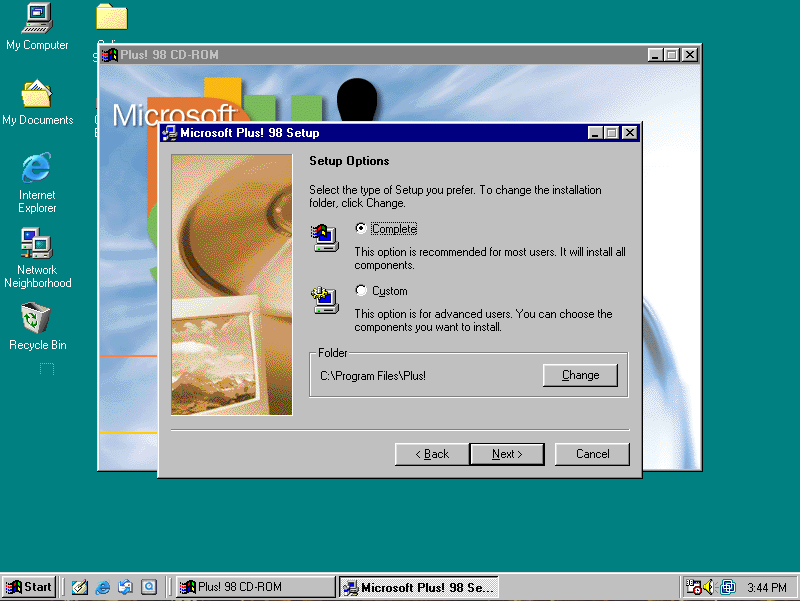 My Computer
My Documents
Internet
Explorer
Network
Neighborhood
Recycle Bin
Plus! 98 CD-ROM
Microsoft
Microsoft Plus! 98 Setup
Setup Options
Select the type of Setup you prefer. To change the installation
folder, click Change.
Complete
This option is recommended for most users. It will install all
components.
Custom
This option is for advanced users. You can choose the
components you want to install.
Folder
C:\Program Files\Plus!
Change
< Back
Next >
Cancel
Start
Plus! 98 CD-ROM
Microsoft Plus! 98 Se...
3:44 PM